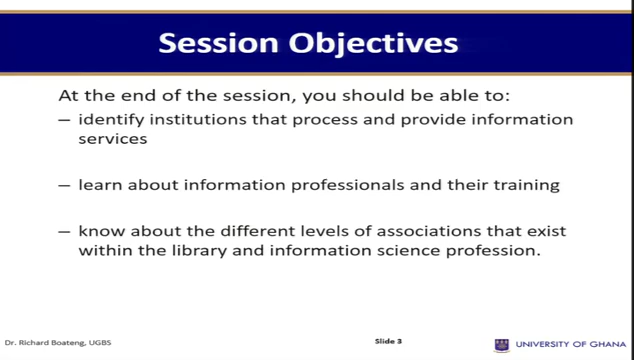 Session Objectives
At the end of the session, you should be able to:
– identify institutions that process and provide information
services
– learn about information professionals and their training
– know about the different levels of associations that exist
within the library and information science profession.
Dr. Richard Boateng, UGBS
Slide 3
UNIVERSITY OF GHANA